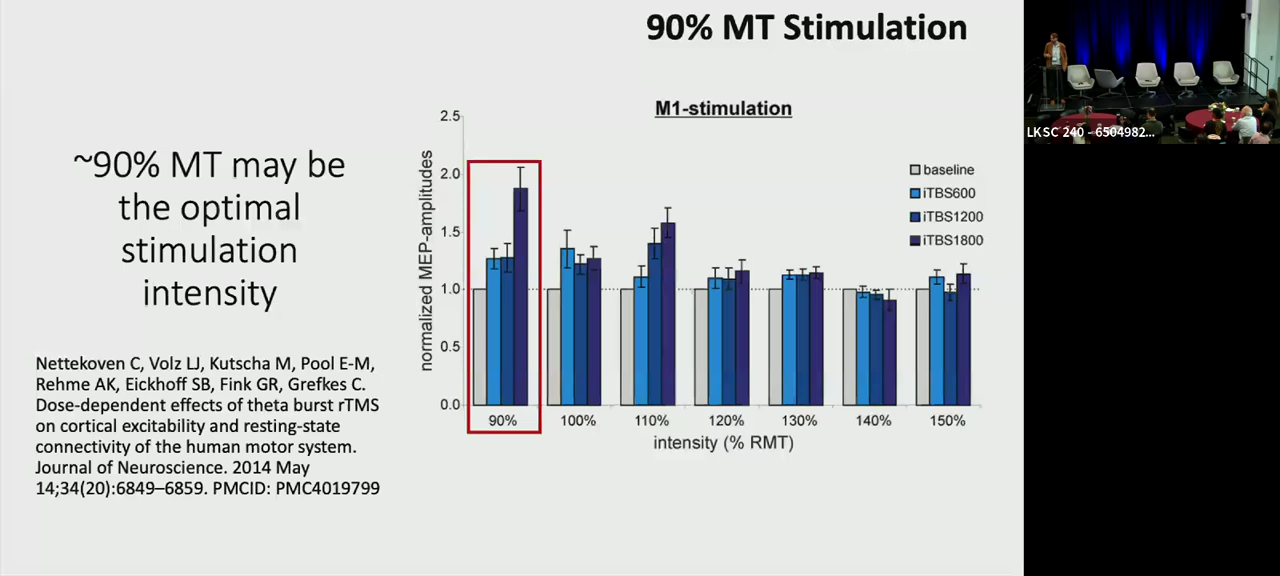 90% MT Stimulation
~90% MT may be
the optimal
stimulation
intensity
Nettekoven C, Volz LJ, Kutscha M, Pool E-M,
Rehme AK, Eickhoff SB, Fink GR, Grefkes C.
Dose-dependent effects of theta burst rTMS
on cortical excitability and resting-state
connectivity of the human motor system.
Journal of Neuroscience. 2014 May
14;34(20):6849–6859. PMCID: PMC4019799
M1-stimulation
normalized MEP-amplitudes
2.5
2.0
1.5
1.0
0.5
0.0
baseline
iTBS600
iTBS1200
iTBS1800
90%
100%
110%
120%
130%
140%
150%
intensity (% RMT)
LKSC 240 - 6504982...